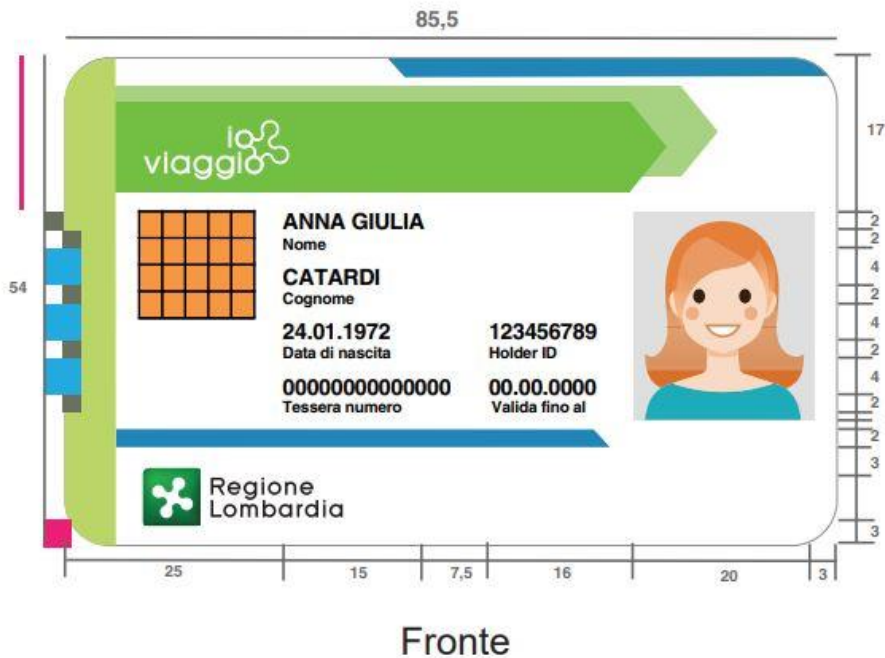 85,5
17
io
viaggio
ANNA GIULIA
Nome
CATARDI
Cognome
24.01.1972 123456789
Data di nascita Holder ID
00000000000000 00.00.0000
Tessera numero Valida fino al
54
2
2
4
2
4
2
4
2
2
3
3
Regione
Lombardia
25 15 7,5 16 20 3
Fronte